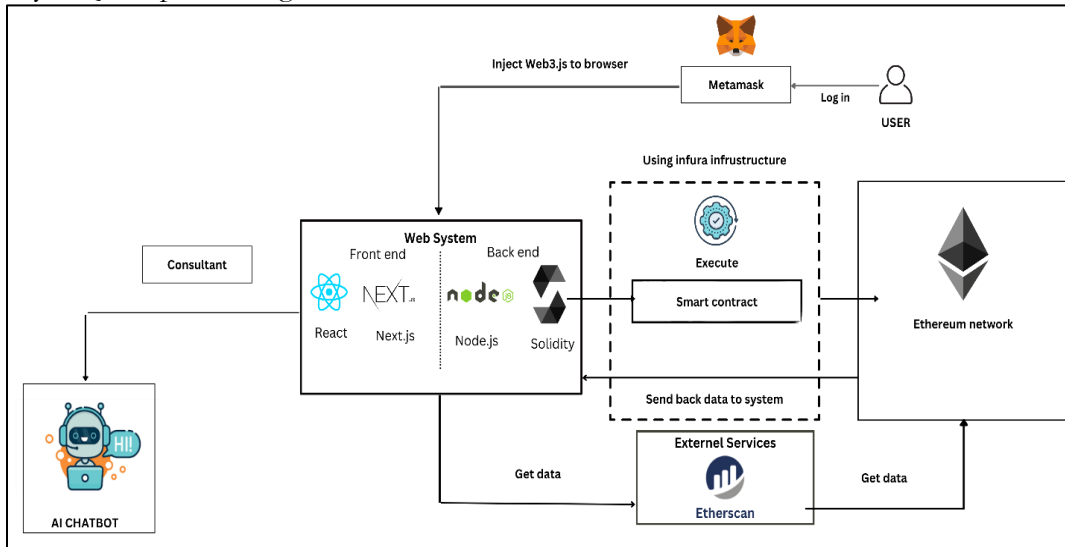 Inject Web3.js to browser
Metamask
Log in
USER
Using infura infrustructure
Web System
Front end
Back end
Execute
Consultant
NEXT.JS
node JS
Smart contract
React
Next.js
Node.js
Solidity
Ethereum network
Send back data to system
HI!
Externel Services
Get data
Get data
Etherscan
AI CHATBOT